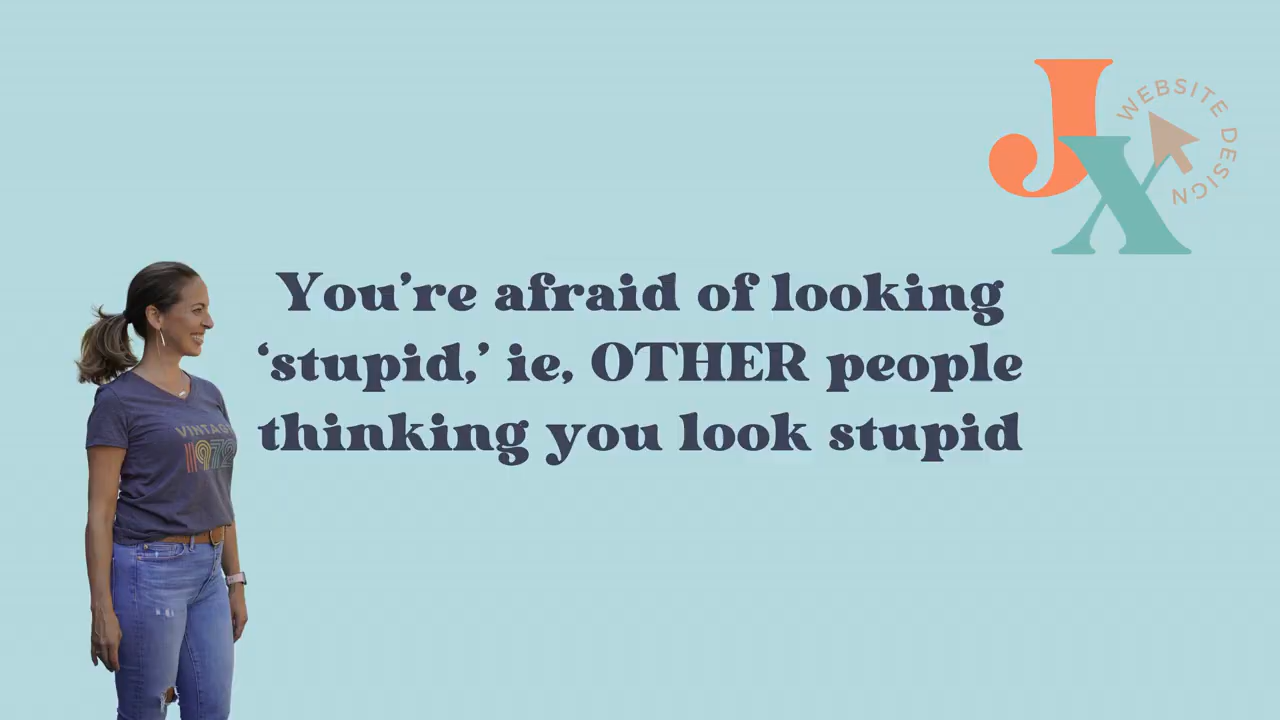 JX
WEBSITE DESIGN
You're afraid of looking
‘stupid,’ ie, OTHER people
thinking you look stupid
VINTAGE
1972